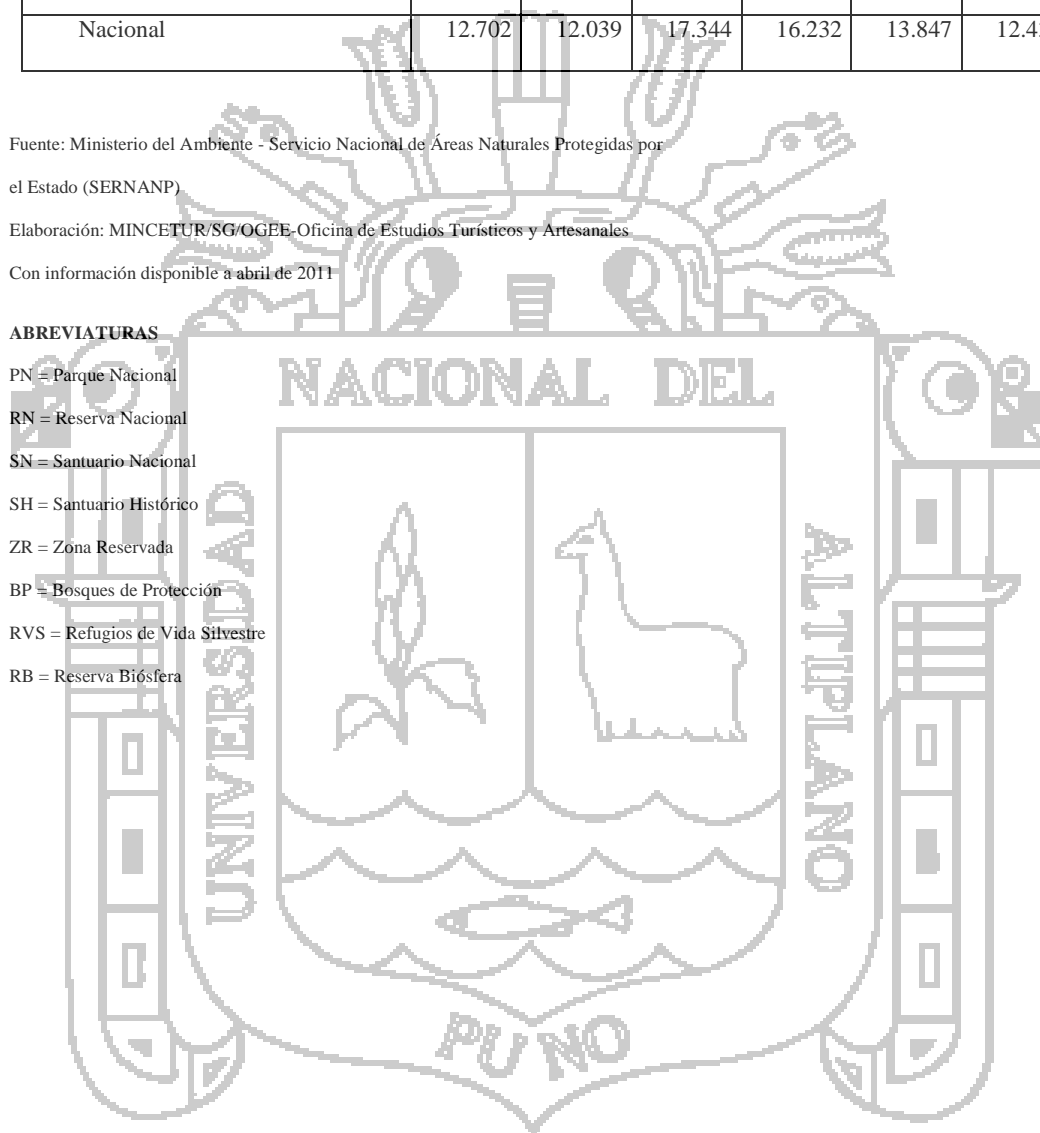 Nacional 12.702 12.039 17.344 16.232 13.847
Fuente: Ministerio del Ambiente - Servicio Nacional de Áreas Naturales Protegidas por
el Estado (SERNANP)
Elaboración: MINCETUR/SG/OGEE-Oficina de Estudios Turísticos y Artesanales
Con información disponible a abril de 2011
ABREVIATURAS
PN = Parque Nacional
RN = Reserva Nacional
SN = Santuario Nacional
SH = Santuario Histórico
ZR = Zona Reservada
BP = Bosques de Protección
RVS = Refugios de Vida Silvestre
RB = Reserva Biósfera
UNIVERSIDAD
NACIONAL DEL
ALTIPLANO
PUNO